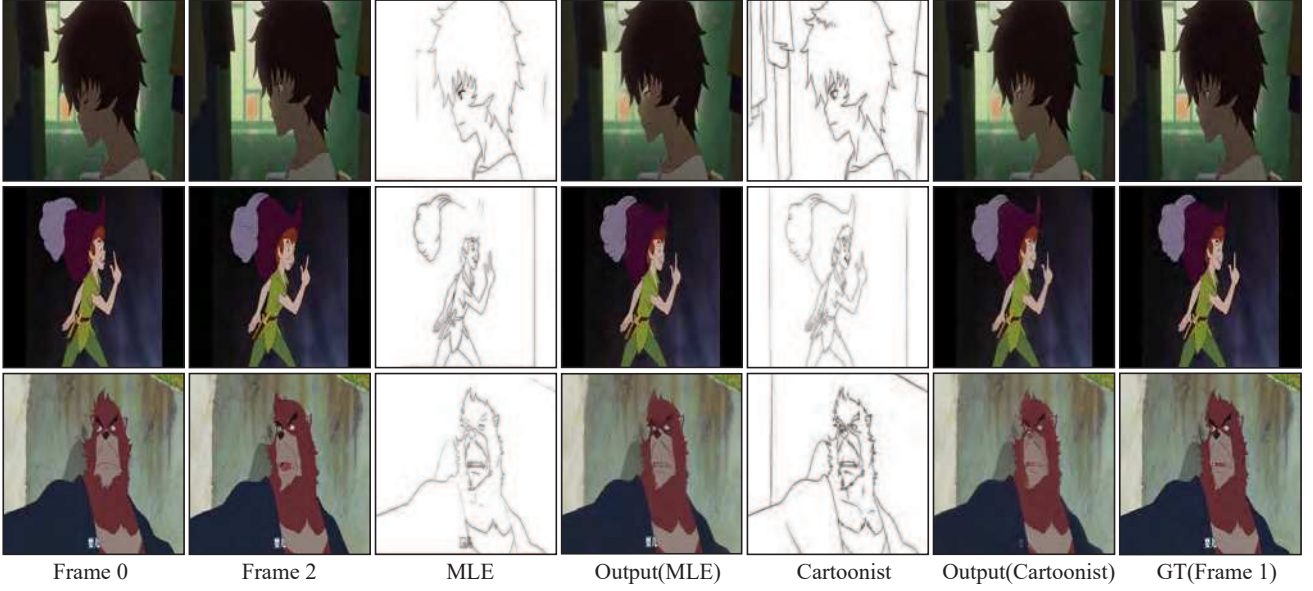 Frame 0
Frame 2
MLE
Output(MLE)
Cartoonist
Output(Cartoonist)
GT(Frame 1)